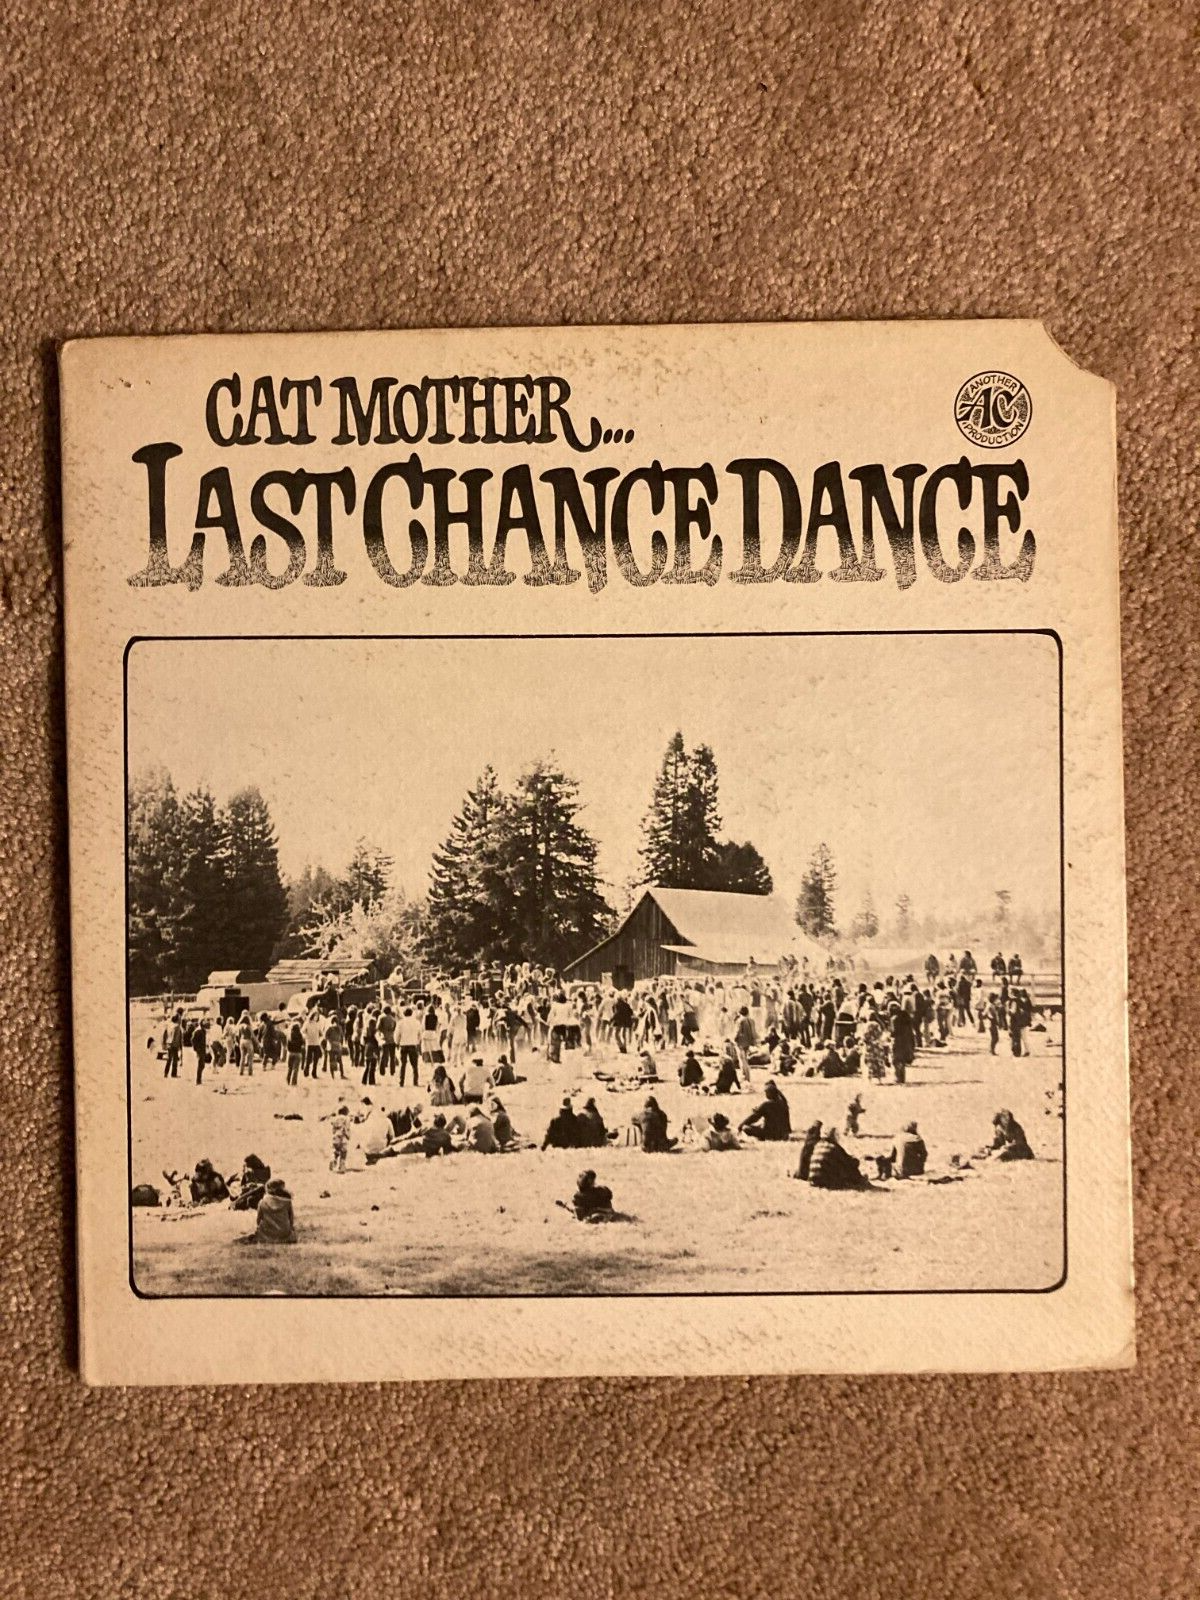 CAT MOTHER...
ANOTHER
AC
PRODUCTION
LAST CHANCE DANCE